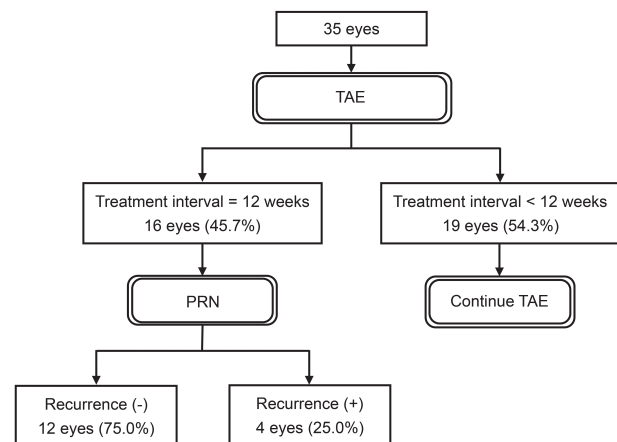 35 eyes
TAE
Treatment interval = 12 weeks
16 eyes (45.7%)
Treatment interval < 12 weeks
19 eyes (54.3%)
PRN
Continue TAE
Recurrence (-)
12 eyes (75.0%)
Recurrence (+)
4 eyes (25.0%)